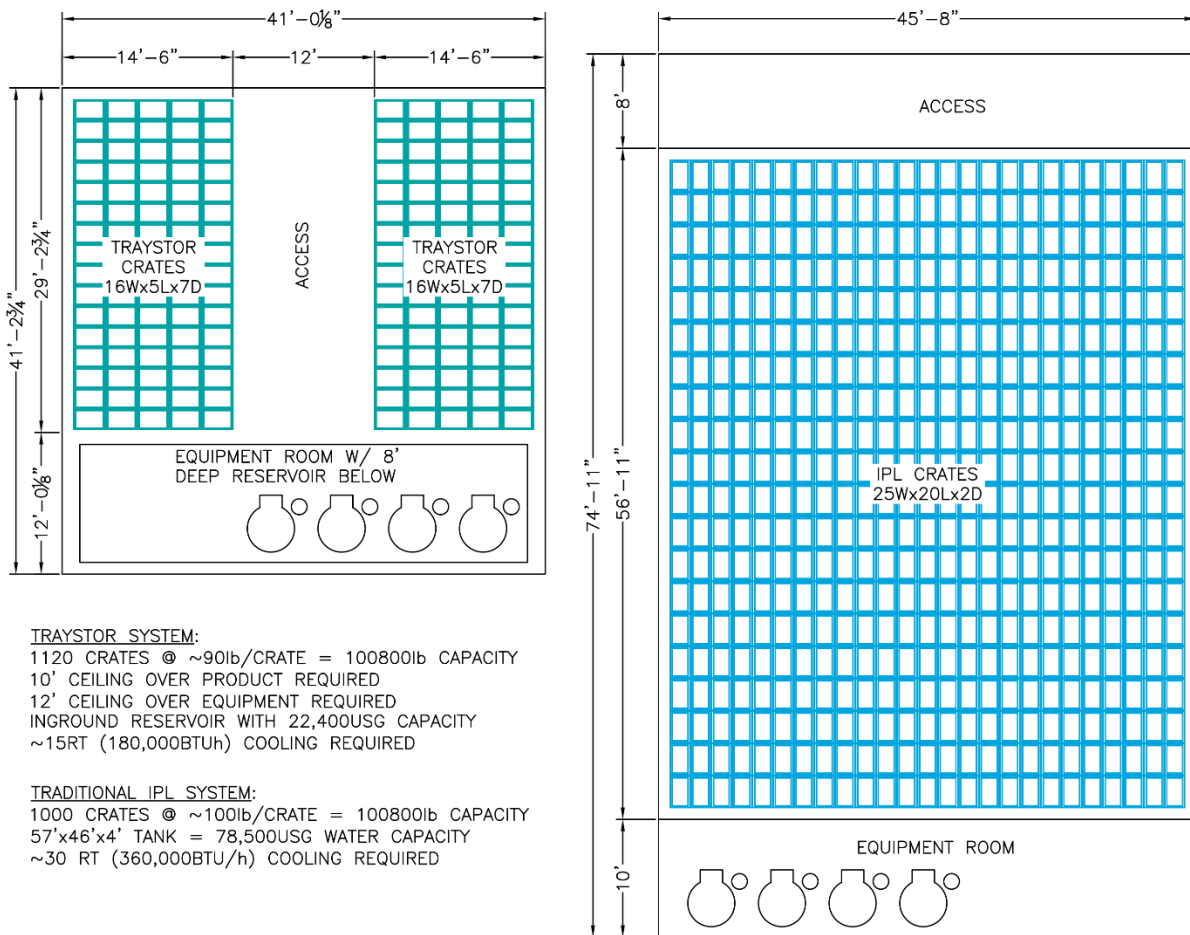 41'-0⅛"
14'-6"
12'
14'-6"
41'-2¾"
29'-2¾"
12'-0⅛"
TRAYSTOR
CRATES
16Wx5Lx7D
ACCESS
TRAYSTOR
CRATES
16Wx5Lx7D
EQUIPMENT ROOM W/ 8'
DEEP RESERVOIR BELOW
TRAYSTOR SYSTEM:
1120 CRATES @ ~90lb/CRATE = 100800lb CAPACITY
10' CEILING OVER PRODUCT REQUIRED
12' CEILING OVER EQUIPMENT REQUIRED
INGROUND RESERVOIR WITH 22,400USG CAPACITY
~15RT (180,000BTUh) COOLING REQUIRED
TRADITIONAL IPL SYSTEM:
1000 CRATES @ ~100lb/CRATE = 100800lb CAPACITY
57'x46'x4' TANK = 78,500USG WATER CAPACITY
~30 RT (360,000BTU/h) COOLING REQUIRED
45'-8"
8'
ACCESS
74'-11"
56'-11"
IPL CRATES
25Wx20Lx2D
10'
EQUIPMENT ROOM